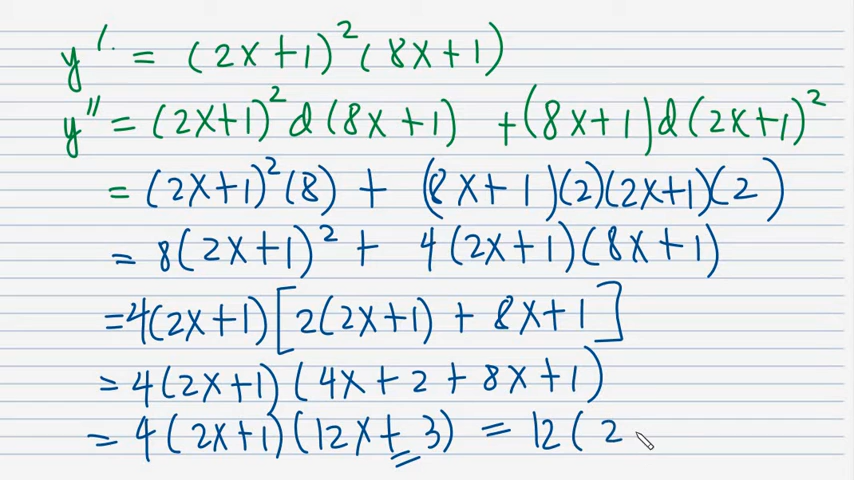 y' = (2x+1)²(8x+1)
y'' = (2x+1)² d(8x+1) + (8x+1) d(2x+1)²
= (2x+1)²(8) + (8x+1)(2)(2x+1)(2)
= 8(2x+1)² + 4(2x+1)(8x+1)
=4(2x+1)[2(2x+1) + 8x+1]
= 4(2x+1)(4x+2+8x+1)
= 4(2x+1)(12x+3) = 12(2